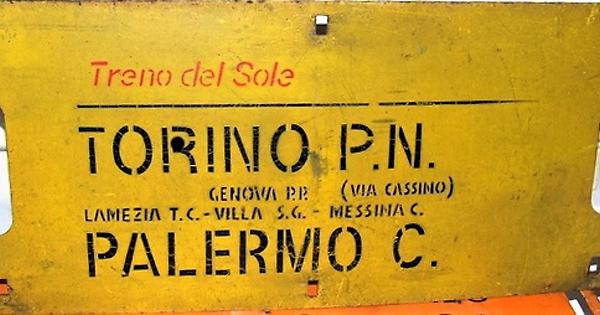 Treno del Sole
TORINO P.N.
GENOVA P.P. (VIA CASSINO)
LAMEZIA T.C.-VILLA S.G.- MESSINA C.
PALERMO C.